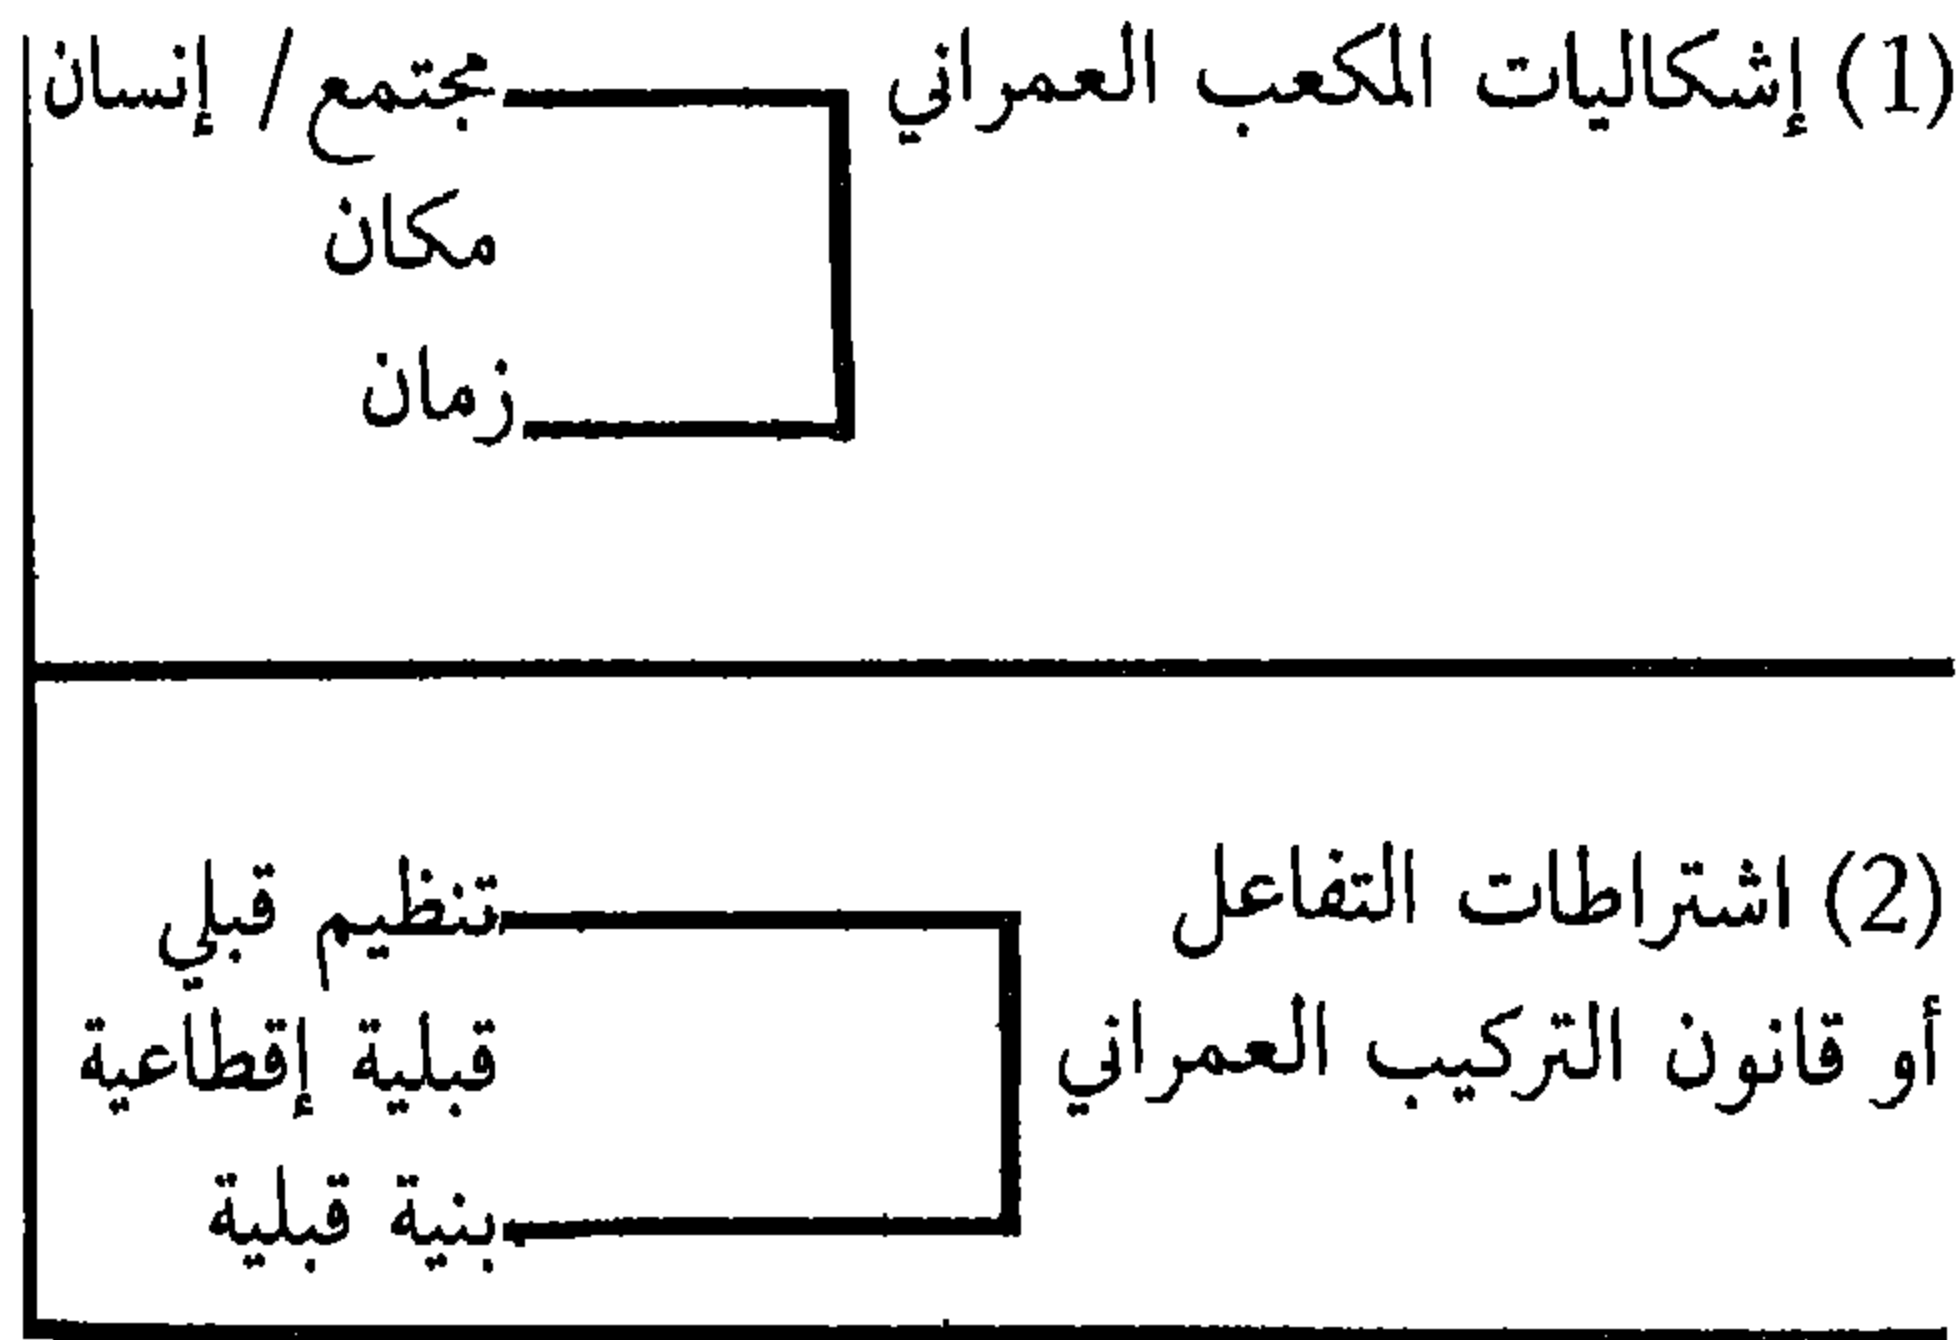 (1) إشكاليات المكعب العمراني مجتمع / إنسان
مكان
زمان
(2) اشتراطات التفاعل تنظيم قبلي
أو قانون التركيب العمراني قبلية إقطاعية
بنية قبلية